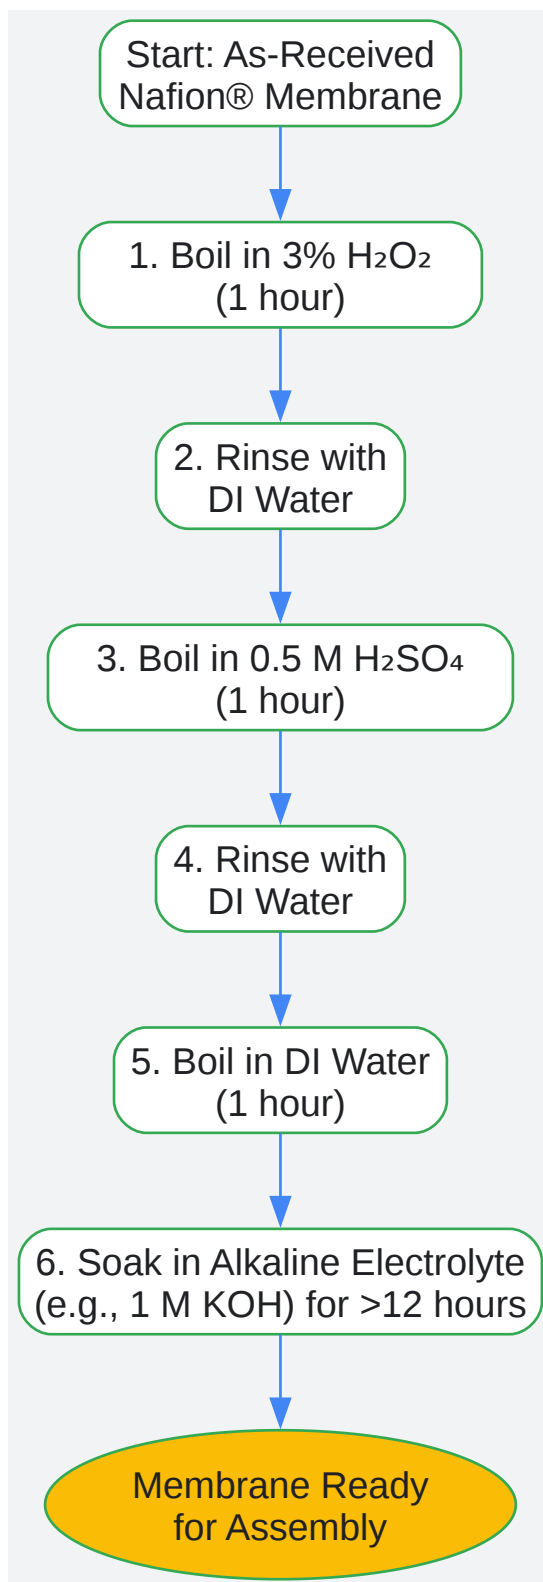 Start: As-Received
Nafion® Membrane
1. Boil in 3% H₂O₂
(1 hour)
2. Rinse with
DI Water
3. Boil in 0.5 M H₂SO₄
(1 hour)
4. Rinse with
DI Water
5. Boil in DI Water
(1 hour)
6. Soak in Alkaline Electrolyte
(e.g., 1 M KOH) for >12 hours
Membrane Ready
for Assembly